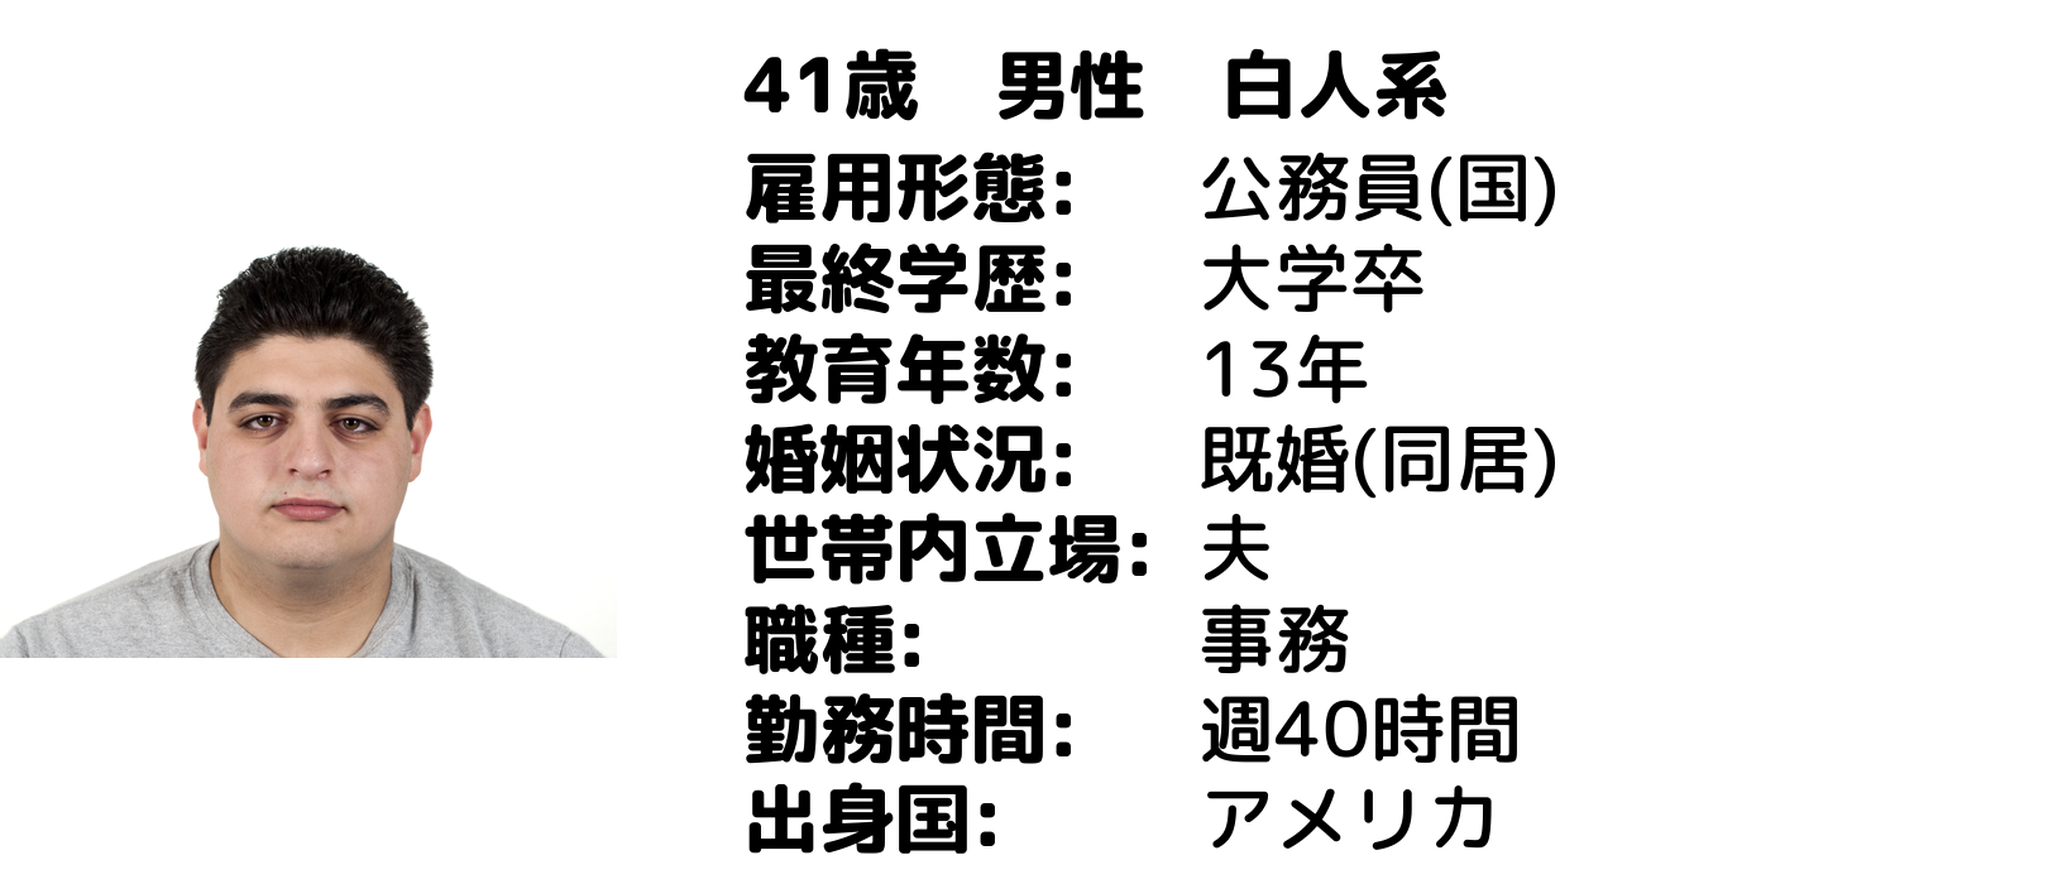 41歳　男性　白人系
雇用形態:　公務員(国)
最終学歴:　大学卒
教育年数:　13年
婚姻状況:　既婚(同居)
世帯内立場:　夫
職種:　事務
勤務時間:　週40時間
出身国:　アメリカ